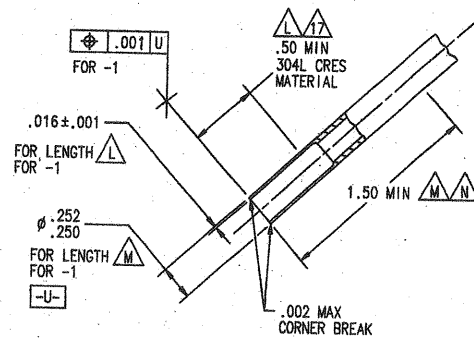 ⌖ .001 U
FOR -1
L 17
.50 MIN
304L CRES
MATERIAL
.016±.001
FOR LENGTH L
FOR -1
1.50 MIN M N
ø .252
.250
FOR LENGTH M
FOR -1
-U-
.002 MAX
CORNER BREAK